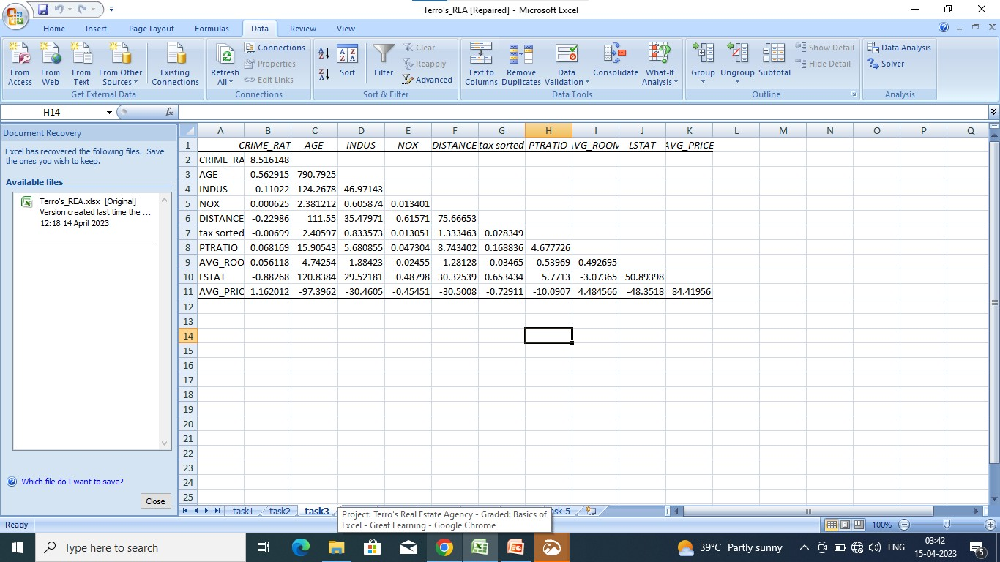 Terro's_REA [Repaired] - Microsoft Excel
Home Insert Page Layout Formulas Data Review View
From Access
From Web
From Text
From Other Sources
Existing Connections
Get External Data
Refresh All
Connections
Properties
Edit Links
Connections
Sort
Filter
Clear
Reapply
Advanced
Sort & Filter
Text to Columns
Remove Duplicates
Data Validation
Consolidate
What-If Analysis
Data Tools
Group
Ungroup
Subtotal
Show Detail
Hide Detail
Outline
Data Analysis
Solver
Analysis
H14 fx
Document Recovery
Excel has recovered the following files. Save
the ones you wish to keep.
Available files
Terro's_REA.xlsx [Original]
Version created last time the ...
12:18 14 April 2023
Which file do I want to save?
Close
A B C D E F G H I J K L M N O P Q
1 CRIME_RAT AGE INDUS NOX DISTANCE tax sorted PTRATIO VG_ROOM LSTAT AVG_PRICE
2 CRIME_RA 8.516148
3 AGE 0.562915 790.7925
4 INDUS -0.11022 124.2678 46.97143
5 NOX 0.000625 2.381212 0.605874 0.013401
6 DISTANCE -0.22986 111.55 35.47971 0.61571 75.66653
7 tax sorted -0.00699 2.40597 0.833573 0.013051 1.333463 0.028349
8 PTRATIO 0.068169 15.90543 5.680855 0.047304 8.743402 0.168836 4.677726
9 AVG_ROO 0.056118 -4.74254 -1.88423 -0.02455 -1.28128 -0.03465 -0.53969 0.492695
10 LSTAT -0.88268 120.8384 29.52181 0.48798 30.32539 0.653434 5.7713 -3.07365 50.89398
11 AVG_PRIC 1.162012 -97.3962 -30.4605 -0.45451 -30.5008 -0.72911 -10.0907 4.484566 -48.3518 84.41956
12
13
14
15
16
17
18
19
20
21
22
23
24
25
task1 task2 task3 sk 5
Project: Terro's Real Estate Agency - Graded: Basics of
Excel - Great Learning - Google Chrome
Ready 100%
Type here to search
39°C Partly sunny
ENG
03:42
15-04-2023
5